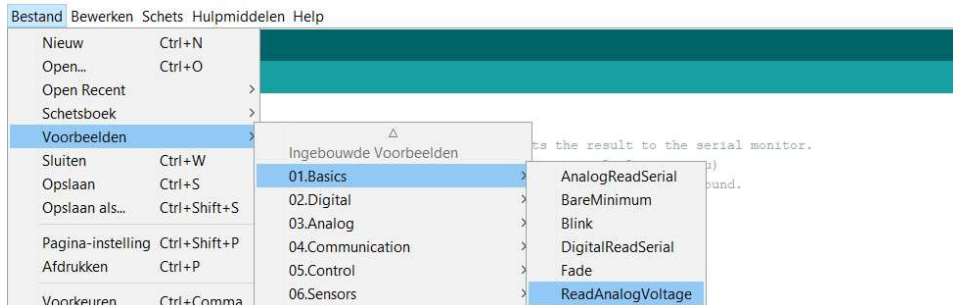 Bestand Bewerken Schets Hulpmiddelen Help
Nieuw Ctrl+N
Open... Ctrl+O
Open Recent
Schetsboek
Voorbeelden
Sluiten Ctrl+W
Opslaan Ctrl+S
Opslaan als... Ctrl+Shift+S
Pagina-instelling Ctrl+Shift+P
Afdrukken Ctrl+P
Voorkeuren Ctrl+Comma
Ingebouwde Voorbeelden
01.Basics
02.Digital
03.Analog
04.Communication
05.Control
06.Sensors
AnalogReadSerial
BareMinimum
Blink
DigitalReadSerial
Fade
ReadAnalogVoltage
the result to the serial monitor.